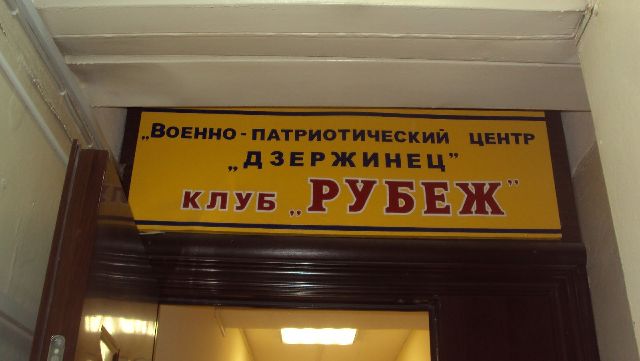 „ВОЕННО-ПАТРИОТИЧЕСКИЙ ЦЕНТР
„ДЗЕРЖИНЕЦ”
КЛУБ „РУБЕЖ”